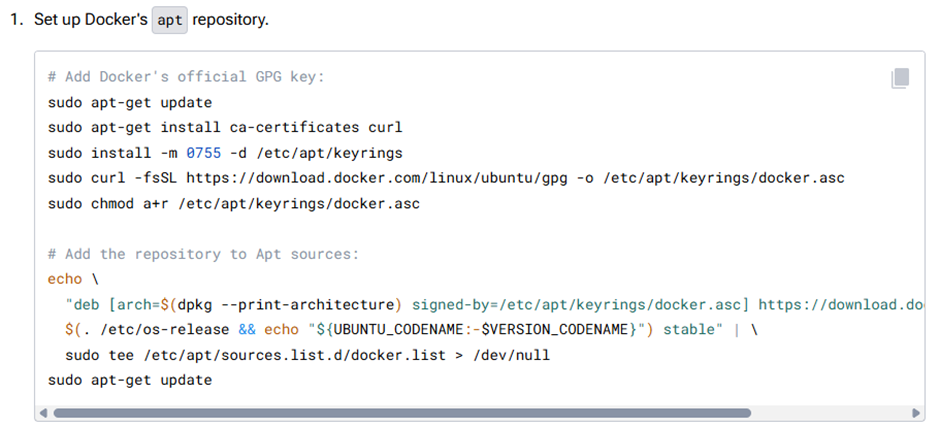 1. Set up Docker's apt repository.
# Add Docker's official GPG key:
sudo apt-get update
sudo apt-get install ca-certificates curl
sudo install -m 0755 -d /etc/apt/keyrings
sudo curl -fsSL https://download.docker.com/linux/ubuntu/gpg -o /etc/apt/keyrings/docker.asc
sudo chmod a+r /etc/apt/keyrings/docker.asc

# Add the repository to Apt sources:
echo \
  "deb [arch=$(dpkg --print-architecture) signed-by=/etc/apt/keyrings/docker.asc] https://download.do
  $(. /etc/os-release && echo "${UBUNTU_CODENAME:-$VERSION_CODENAME}") stable" | \
  sudo tee /etc/apt/sources.list.d/docker.list > /dev/null
sudo apt-get update